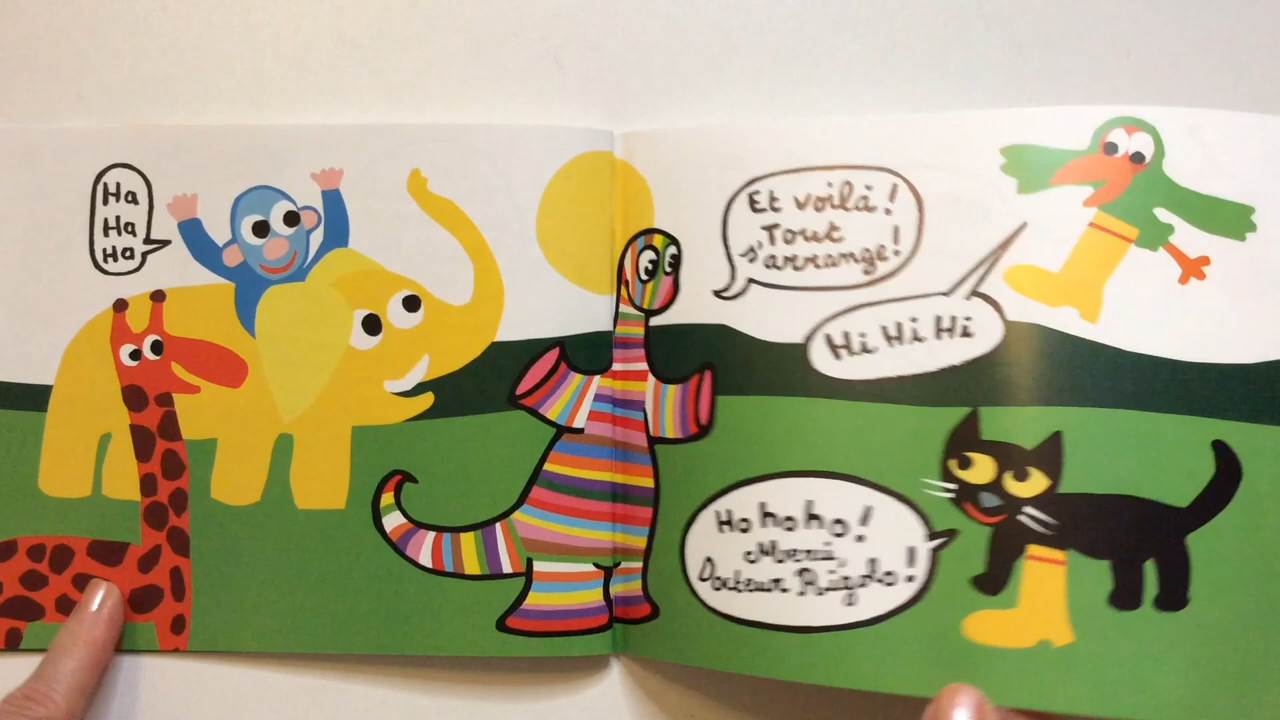 Ha
Ha
Ha
Et voilà!
Tout
s'arrange!
Hi Hi Hi
Ho ho ho!
Merci,
Docteur Rigolo!